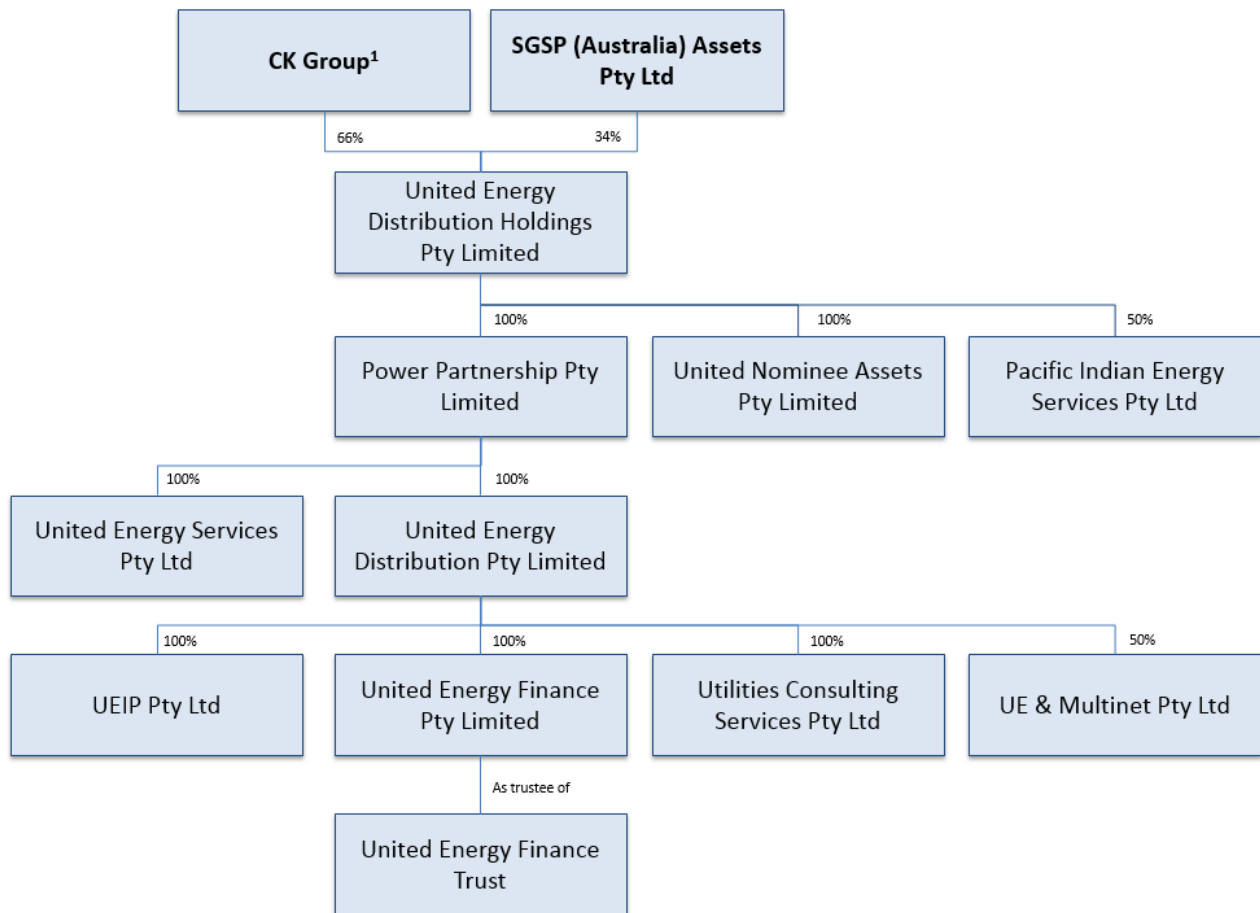 CK Group¹
SGSP (Australia) Assets
Pty Ltd
66%
34%
United Energy
Distribution Holdings
Pty Limited
100%
100%
50%
Power Partnership Pty
Limited
United Nominee Assets
Pty Limited
Pacific Indian Energy
Services Pty Ltd
100%
100%
United Energy Services
Pty Ltd
United Energy
Distribution Pty Limited
100%
100%
100%
50%
UEIP Pty Ltd
United Energy Finance
Pty Limited
Utilities Consulting
Services Pty Ltd
UE & Multinet Pty Ltd
As trustee of
United Energy Finance
Trust